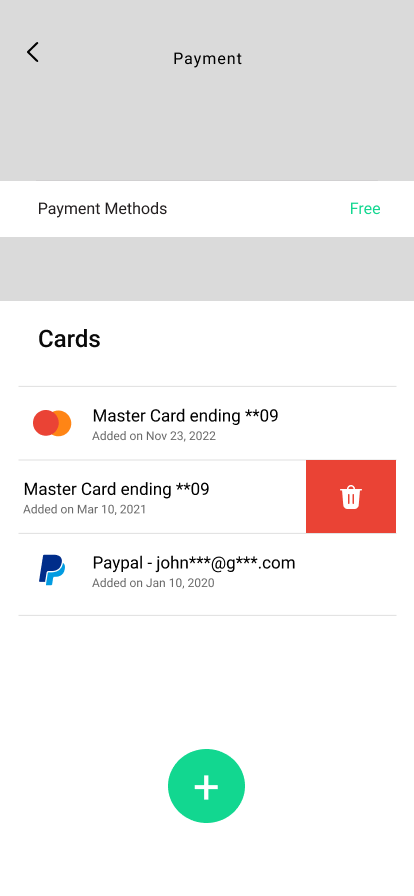 Payment
Payment Methods Free
Cards
Master Card ending **09
Added on Nov 23, 2022
Master Card ending **09
Added on Mar 10, 2021
Paypal - john***@g***.com
Added on Jan 10, 2020